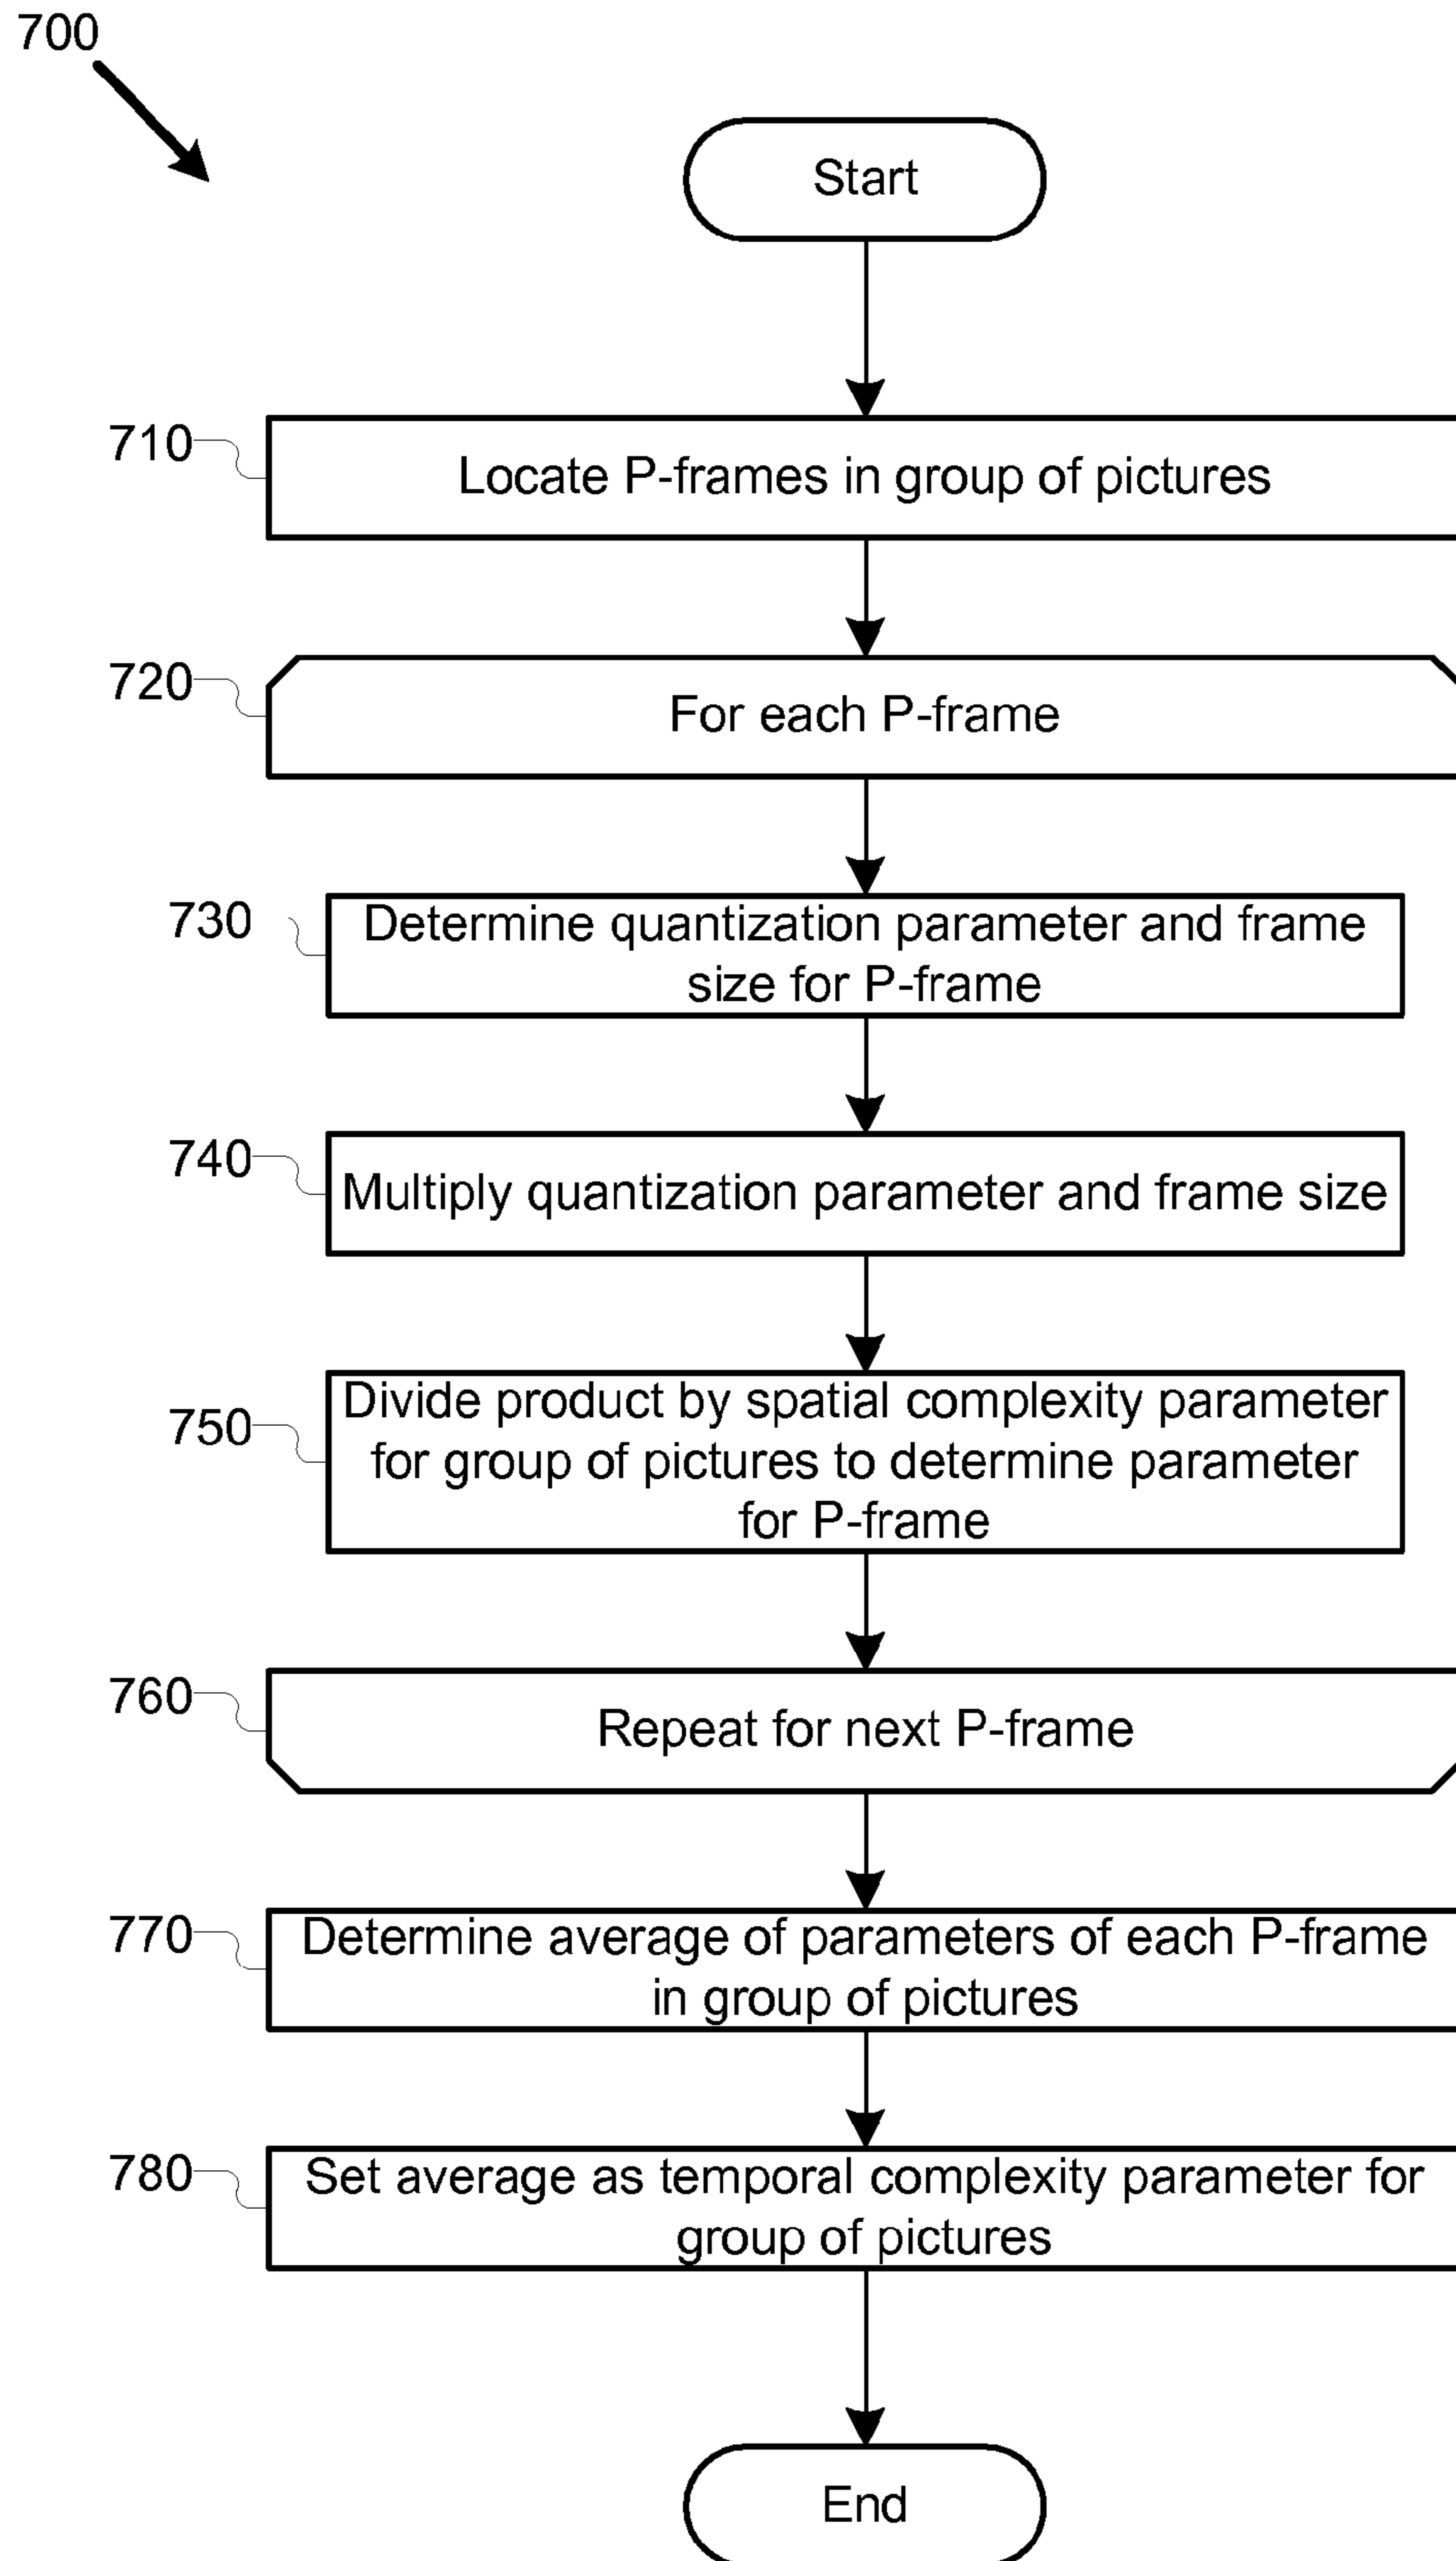 700
Start
710
Locate P-frames in group of pictures
720
For each P-frame
730
Determine quantization parameter and frame
size for P-frame
740
Multiply quantization parameter and frame size
750
Divide product by spatial complexity parameter
for group of pictures to determine parameter
for P-frame
760
Repeat for next P-frame
770
Determine average of parameters of each P-frame
in group of pictures
780
Set average as temporal complexity parameter for
group of pictures
End